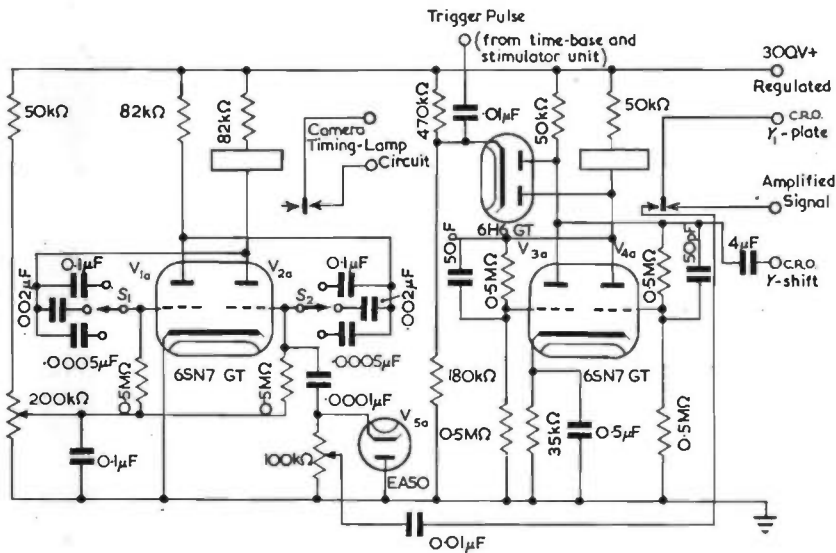 Trigger Pulse
(from time-base and
stimulator unit)
300V+
Regulated
50kΩ
82kΩ
82kΩ
Camera
Timing-Lamp
Circuit
470kΩ
.01μF
50kΩ
50kΩ
C.R.O.
Y₁-plate
Amplified
Signal
6H6 GT
0.1μF
V1a
V2a
0.1μF
50pF
V3a
V4a
50pF
4μF
C.R.O.
Y-shift
.002μF
S1
S2
.002μF
0.5MΩ
0.5MΩ
.0005μF
.0005μF
6SN7 GT
6SN7 GT
0.5MΩ
0.5MΩ
200kΩ
.0001μF
V5a
180kΩ
0.5MΩ
35kΩ
0.5μF
0.5MΩ
0.1μF
100kΩ
EA50
0.01μF